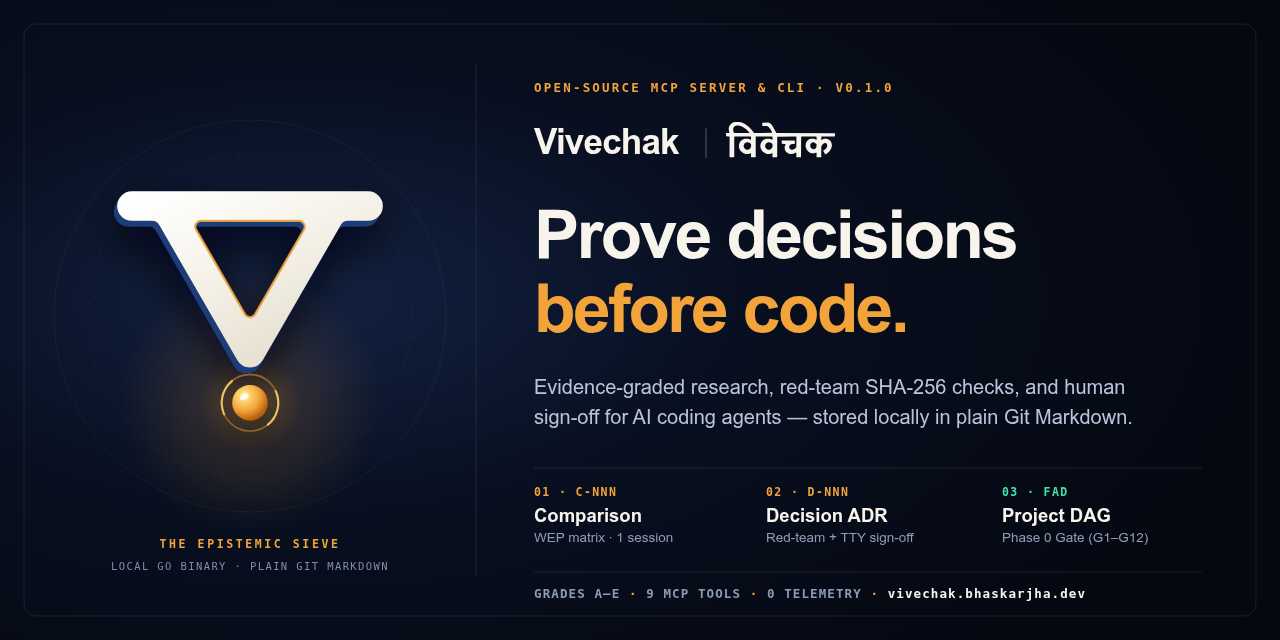 OPEN-SOURCE MCP SERVER & CLI · V0.1.0
Vivechak | विवेचक
Prove decisions
before code.
Evidence-graded research, red-team SHA-256 checks, and human
sign-off for AI coding agents — stored locally in plain Git Markdown.
01 · C-NNN
Comparison
WEP matrix · 1 session
02 · D-NNN
Decision ADR
Red-team + TTY sign-off
03 · FAD
Project DAG
Phase 0 Gate (G1–G12)
GRADES A–E · 9 MCP TOOLS · 0 TELEMETRY · vivechak.bhaskarjha.dev
THE EPISTEMIC SIEVE
LOCAL GO BINARY · PLAIN GIT MARKDOWN